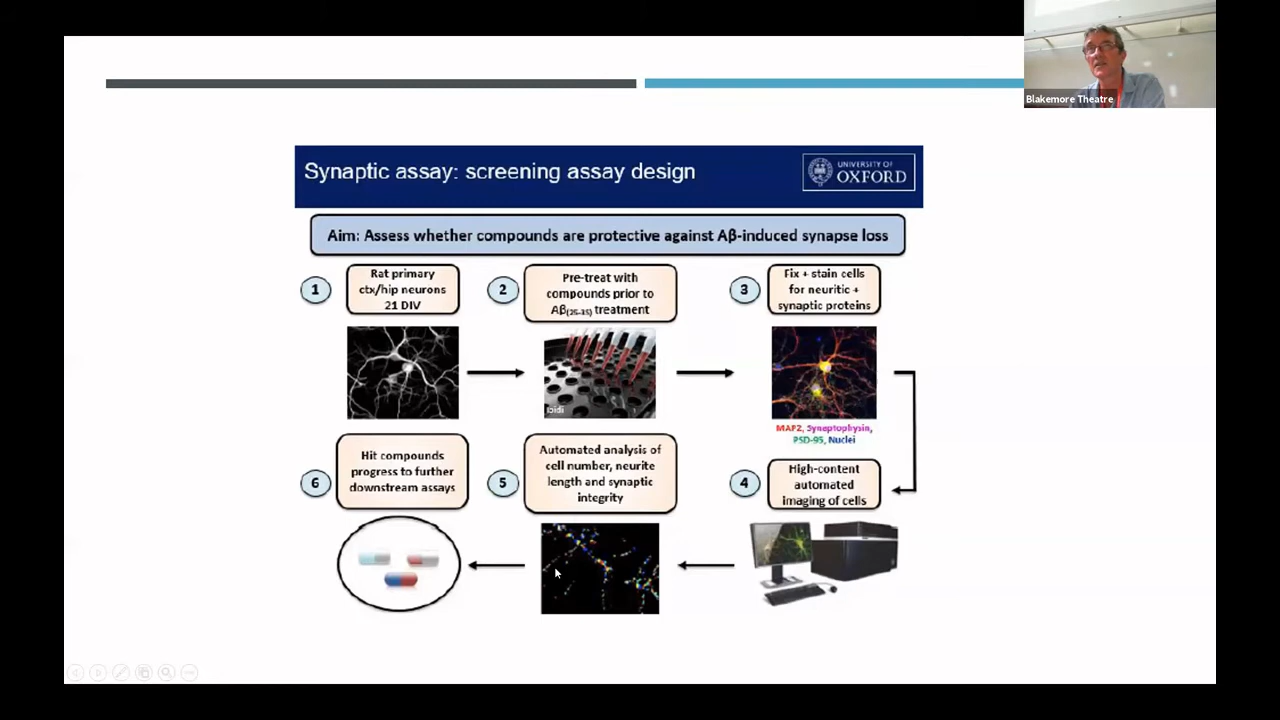 Blakemore Theatre
Synaptic assay: screening assay design
UNIVERSITY OF
OXFORD
Aim: Assess whether compounds are protective against Aβ-induced synapse loss
1
Rat primary
ctx/hip neurons
21 DIV
2
Pre-treat with
compounds prior to
Aβ(25-35) treatment
3
Fix + stain cells
for neuritic +
synaptic proteins
ibidi
MAP2, Synaptophysin,
PSD-95, Nuclei
6
Hit compounds
progress to further
downstream assays
5
Automated analysis of
cell number, neurite
length and synaptic
integrity
4
High-content
automated
imaging of cells